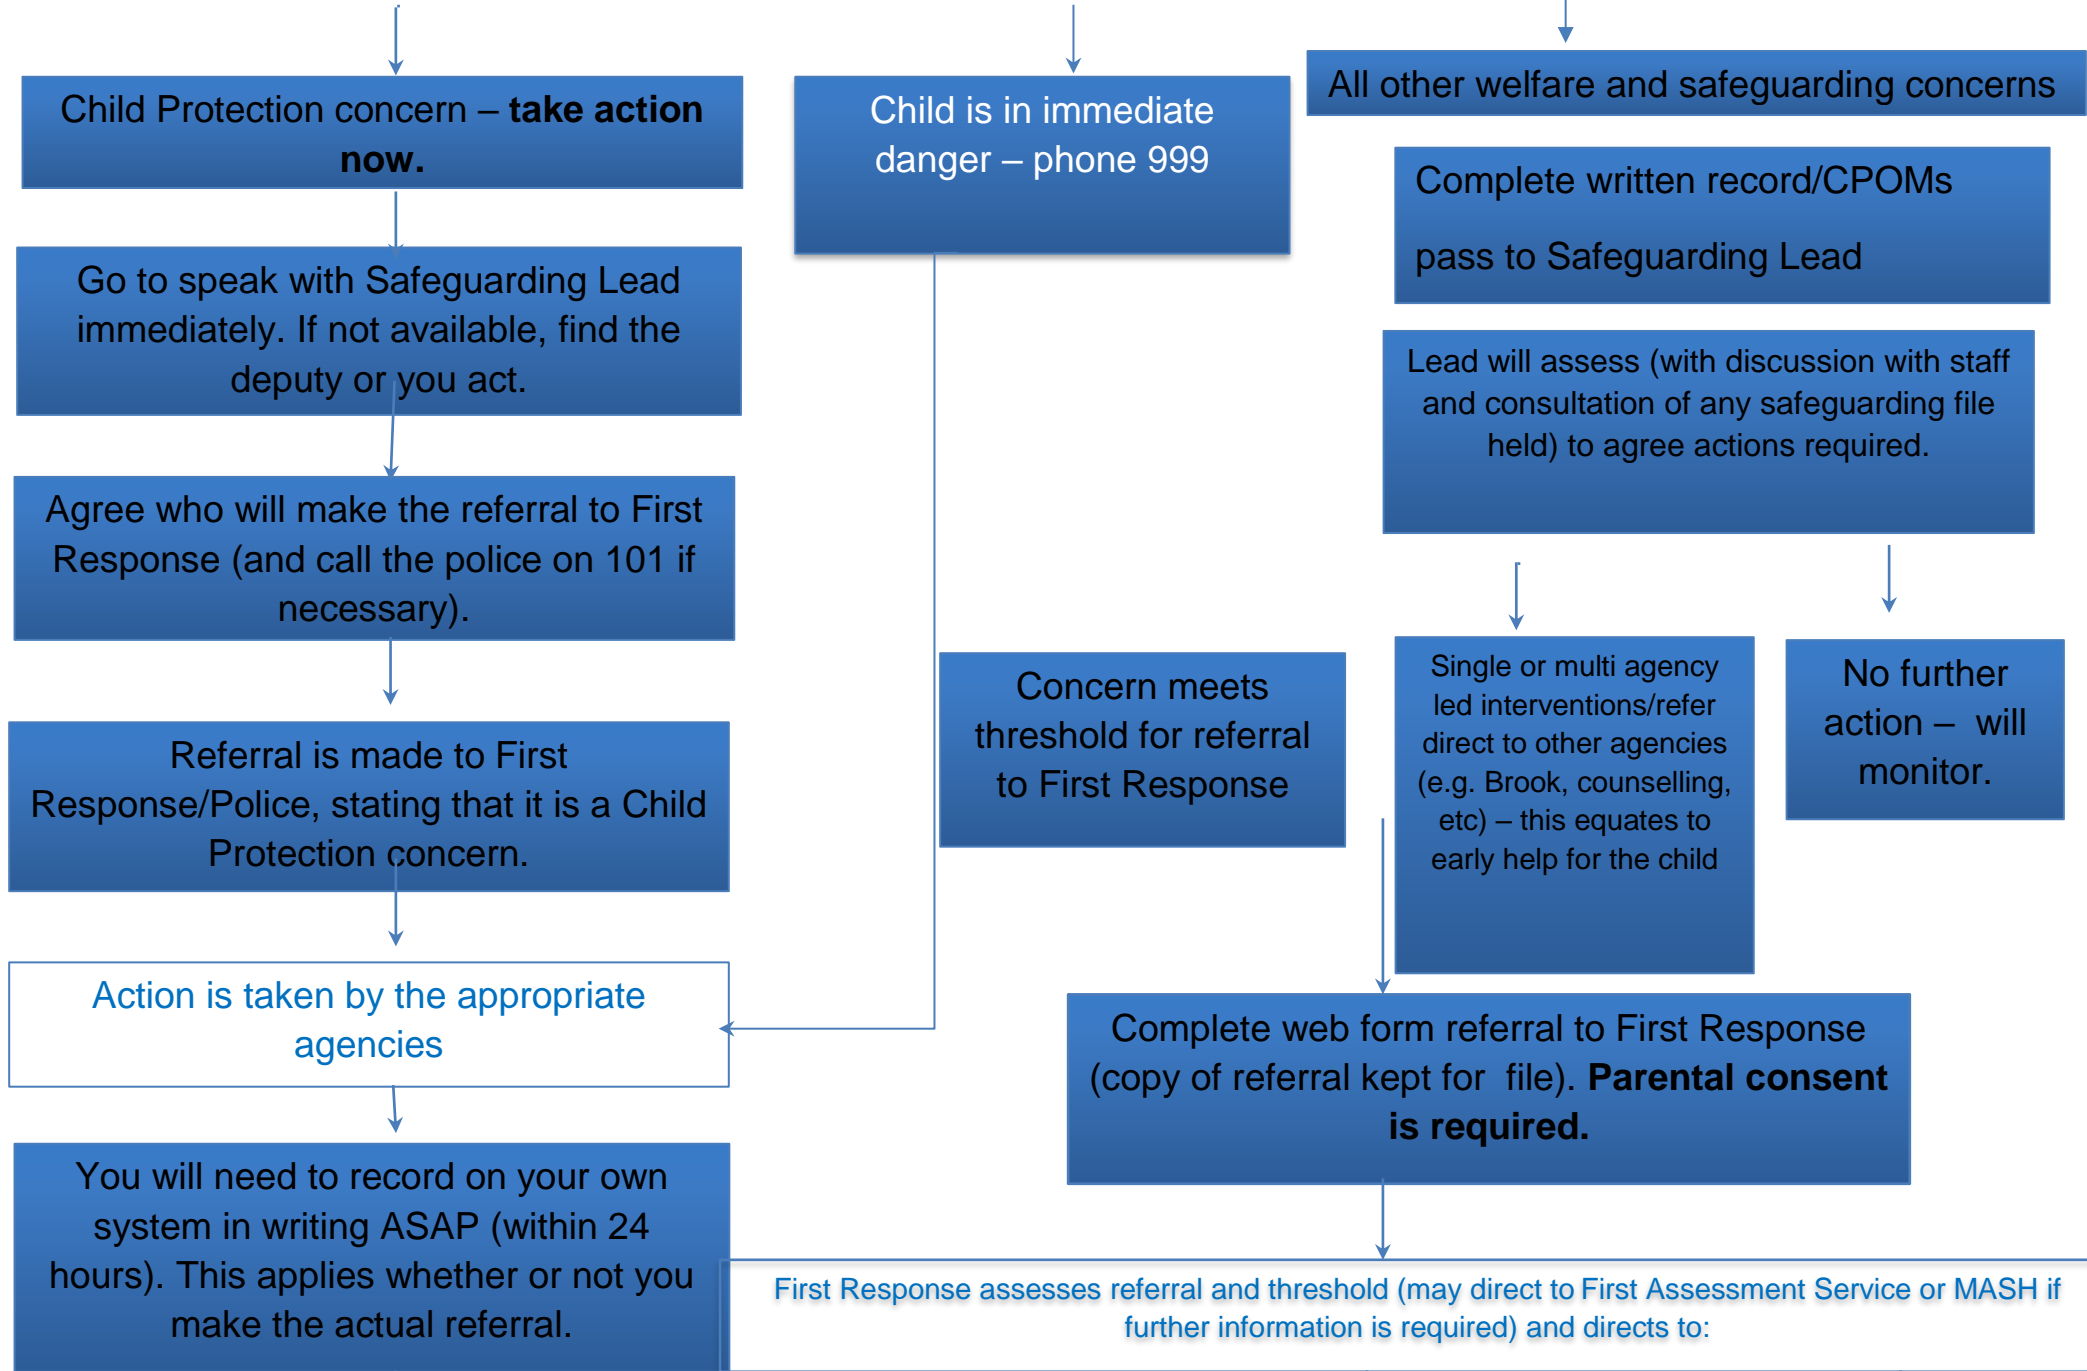 Child Protection concern – take action
now.
Go to speak with Safeguarding Lead
immediately. If not available, find the
deputy or you act.
Agree who will make the referral to First
Response (and call the police on 101 if
necessary).
Referral is made to First
Response/Police, stating that it is a Child
Protection concern.
Action is taken by the appropriate
agencies
You will need to record on your own
system in writing ASAP (within 24
hours). This applies whether or not you
make the actual referral.
Child is in immediate
danger – phone 999
All other welfare and safeguarding concerns
Complete written record/CPOMs
pass to Safeguarding Lead
Lead will assess (with discussion with staff
and consultation of any safeguarding file
held) to agree actions required.
Concern meets
threshold for referral
to First Response
Single or multi agency
led interventions/refer
direct to other agencies
(e.g. Brook, counselling,
etc) – this equates to
early help for the child
No further
action – will
monitor.
Complete web form referral to First Response
(copy of referral kept for file). Parental consent
is required.
First Response assesses referral and threshold (may direct to First Assessment Service or MASH if
further information is required) and directs to: